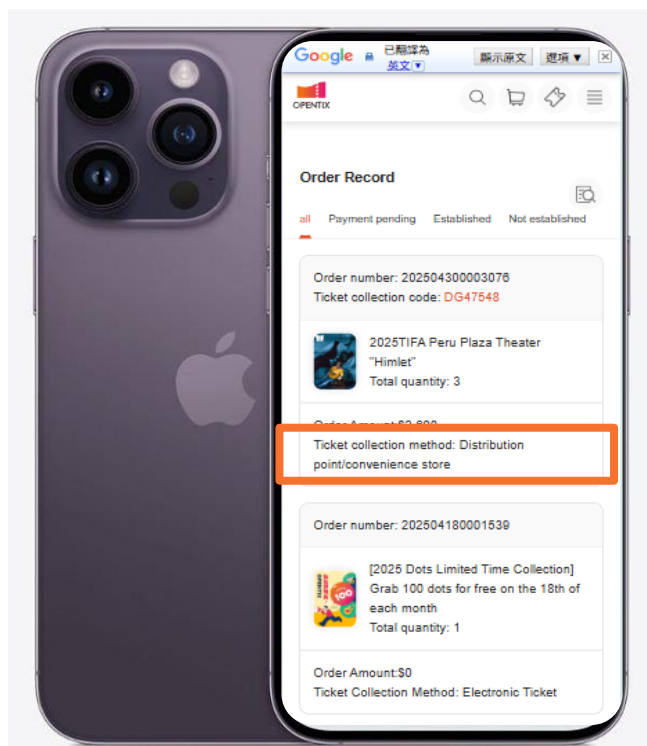 Google 已翻譯為 英文▼ 顯示原文 選項▼
OPENTIX
Order Record
all Payment pending Established Not established
Order number: 202504300003076
Ticket collection code: DG47548
2025TIFA Peru Plaza Theater
"Himlet"
Total quantity: 3
Ticket collection method: Distribution
point/convenience store
Order number: 202504180001539
[2025 Dots Limited Time Collection]
Grab 100 dots for free on the 18th of
each month
Total quantity: 1
Order Amount:$0
Ticket Collection Method: Electronic Ticket